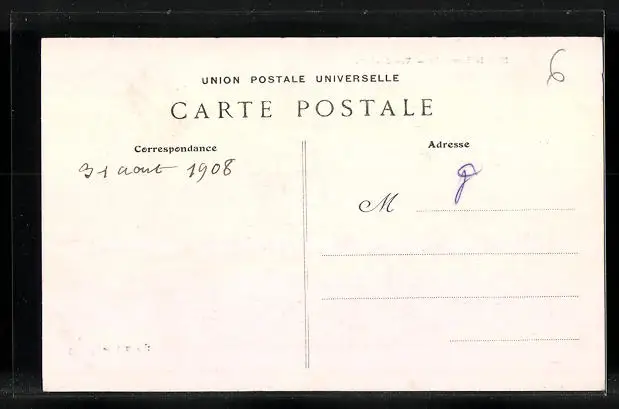 6
UNION POSTALE UNIVERSELLE
CARTE POSTALE
Correspondance
Adresse
31 aout 1908
M